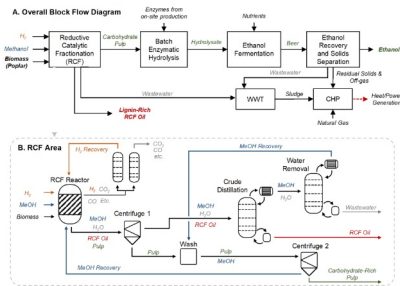 A. Overall Block Flow Diagram
Enzymes from
on-site production
Nutrients
H₂
Methanol
Biomass
(Poplar)
Reductive
Catalytic
Fractionation
(RCF)
Carbohydrate
Pulp
Batch
Enzymatic
Hydrolysis
Hydrolysate
Ethanol
Fermentation
Beer
Ethanol
Recovery
and Solids
Separation
Ethanol
Wastewater
Residual Solids &
Off-gas
Wastewater
WWT
Sludge
CHP
Heat/Power
Generation
Lignin-Rich
RCF Oil
Natural Gas
B. RCF Area
H₂ Recovery
CO₂
CO
etc
MeOH Recovery
Water
Removal
RCF Reactor
H₂
MeOH
Biomass
H₂ CO₂
CO Etc
Crude
Distillation
MeOH
H₂O
Centrifuge 1
MeOH
H₂O
RCF Oil
Pulp
MeOH
H₂O
RCF Oil
Wastewater
RCF Oil
Pulp
Wash
Pulp
MeOH
Centrifuge 2
MeOH Recovery
Carbohydrate-Rich
Pulp